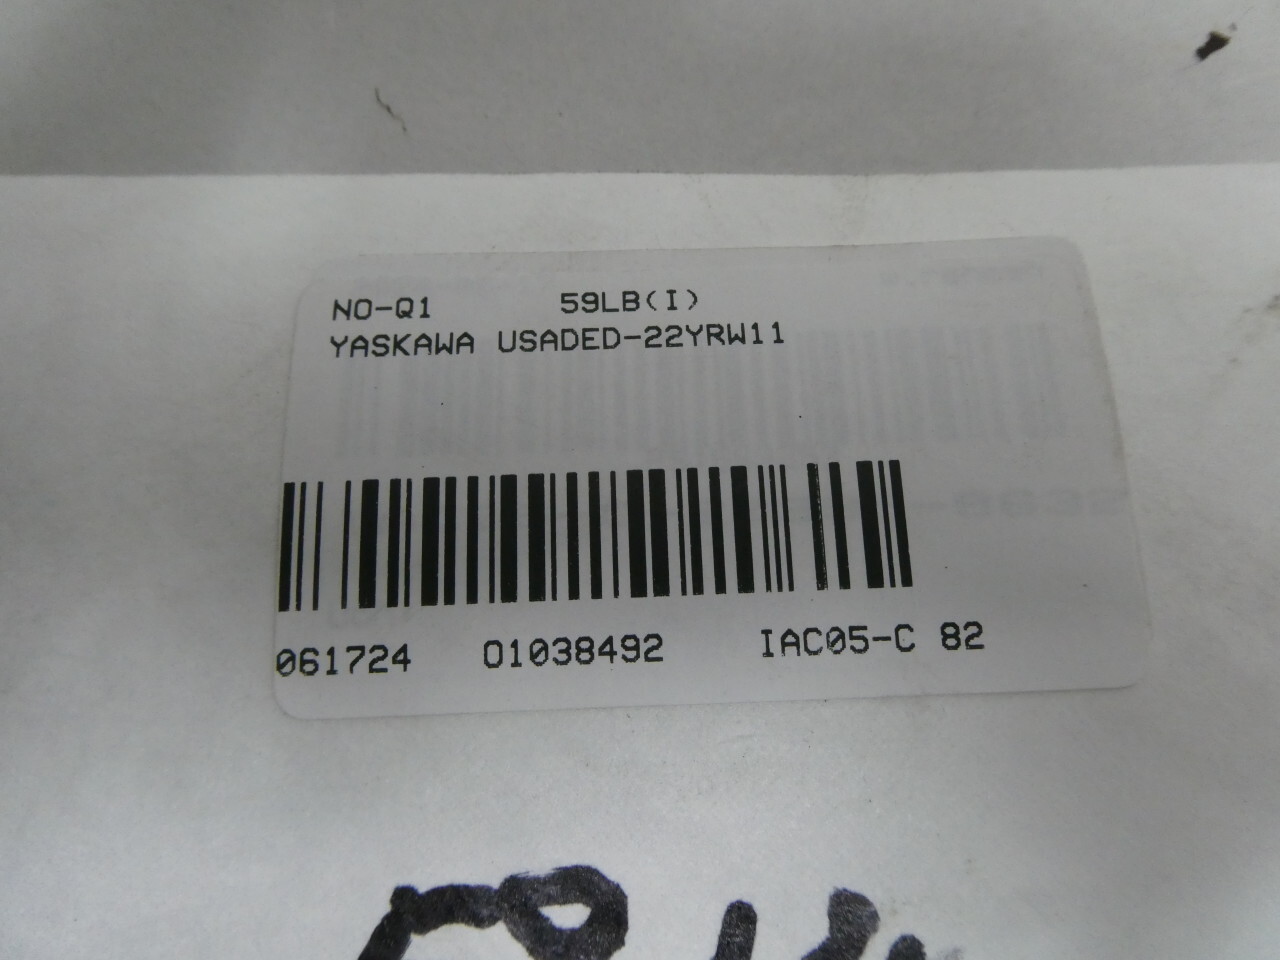 NO-Q1 59LB(I)
YASKAWA USADED-22YRW11
061724 01038492 IAC05-C 82